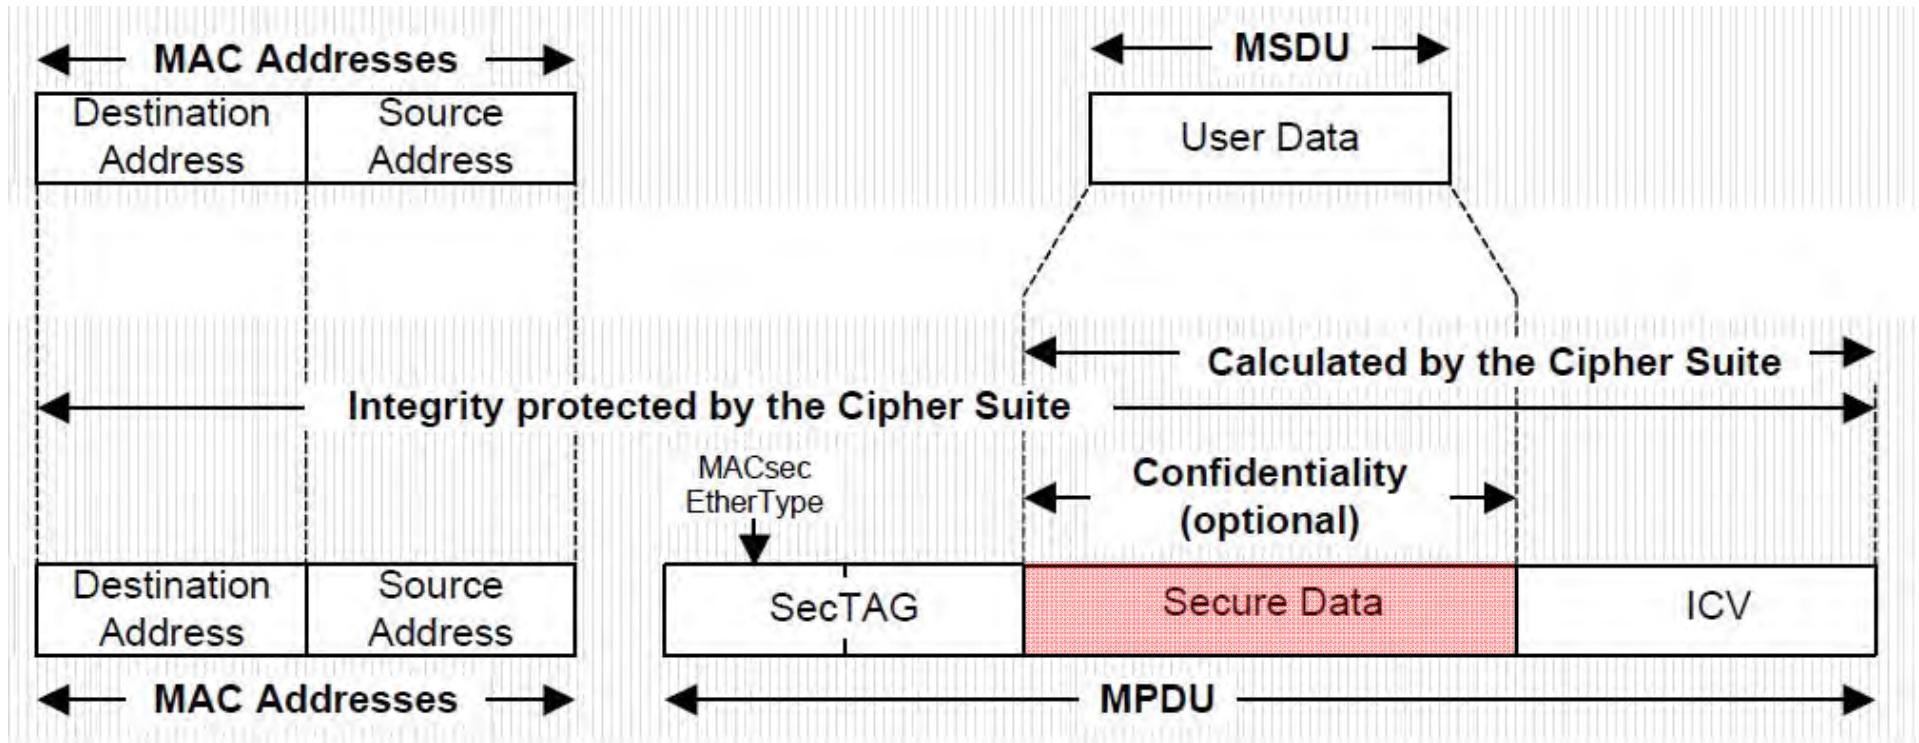 MAC Addresses
MSDU
Destination
Address
Source
Address
User Data
Calculated by the Cipher Suite
Integrity protected by the Cipher Suite
MACsec
EtherType
Confidentiality
(optional)
Destination
Address
Source
Address
SecTAG
Secure Data
ICV
MAC Addresses
MPDU